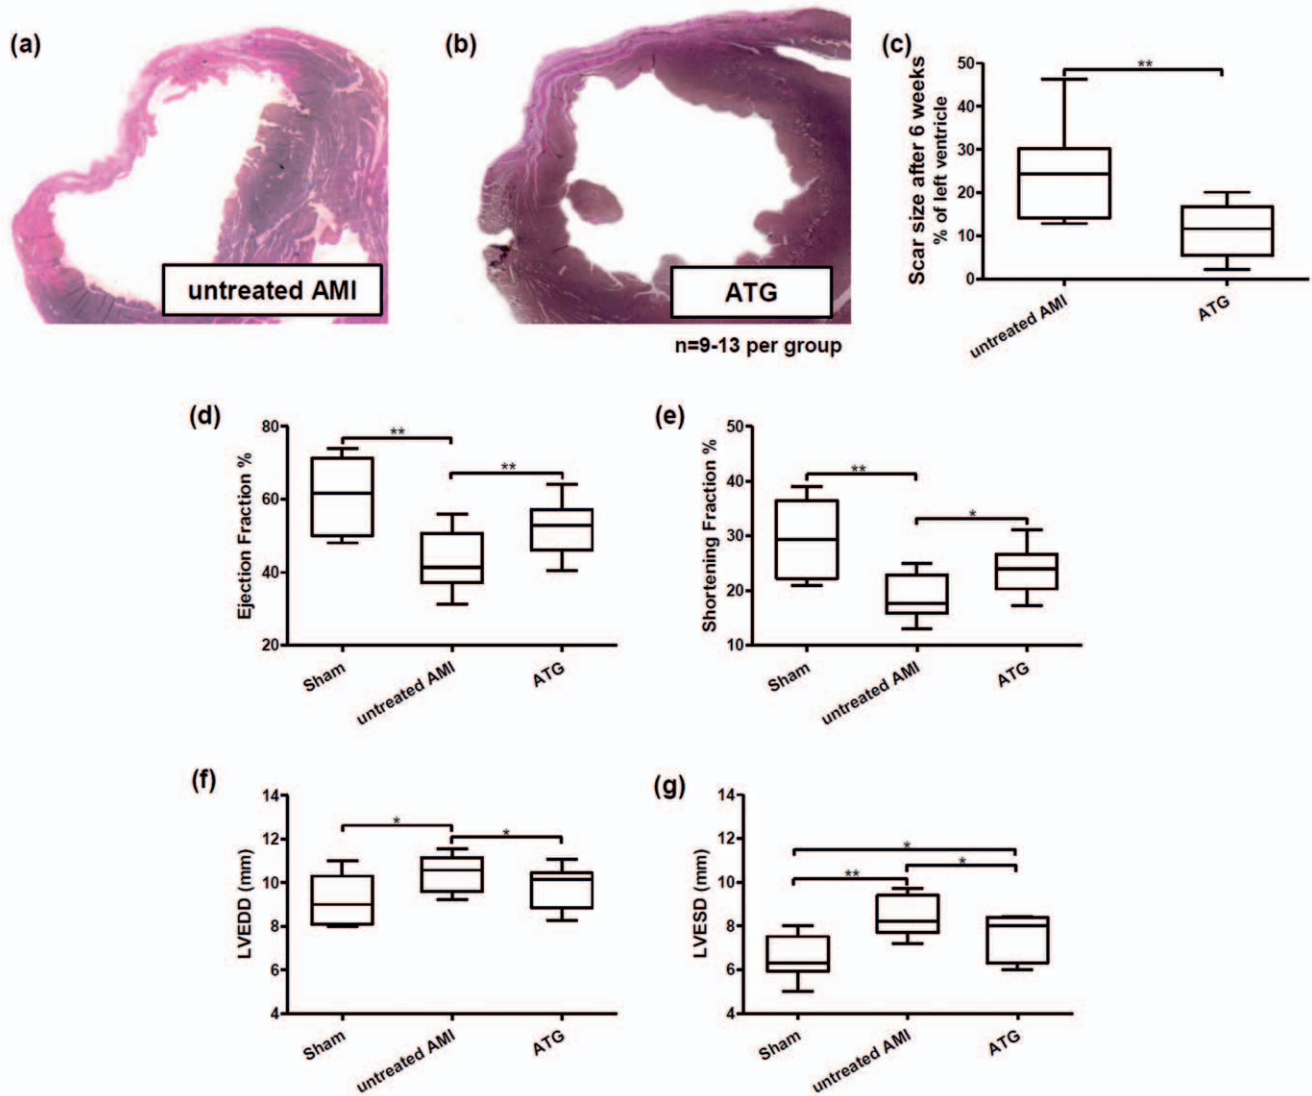 (a)
untreated AMI
(b)
ATG
n=9-13 per group
(c)
Scar size after 6 weeks
% of left ventricle
50
40
30
20
10
0
**
untreated AMI
ATG
(d)
Ejection Fraction %
80
60
40
20
**
**
Sham
untreated AMI
ATG
(e)
Shortening Fraction %
50
40
30
20
10
**
*
Sham
untreated AMI
ATG
(f)
LVEDD (mm)
14
12
10
8
6
4
*
*
Sham
untreated AMI
ATG
(g)
LVESD (mm)
14
12
10
8
6
4
*
*
**
Sham
untreated AMI
ATG